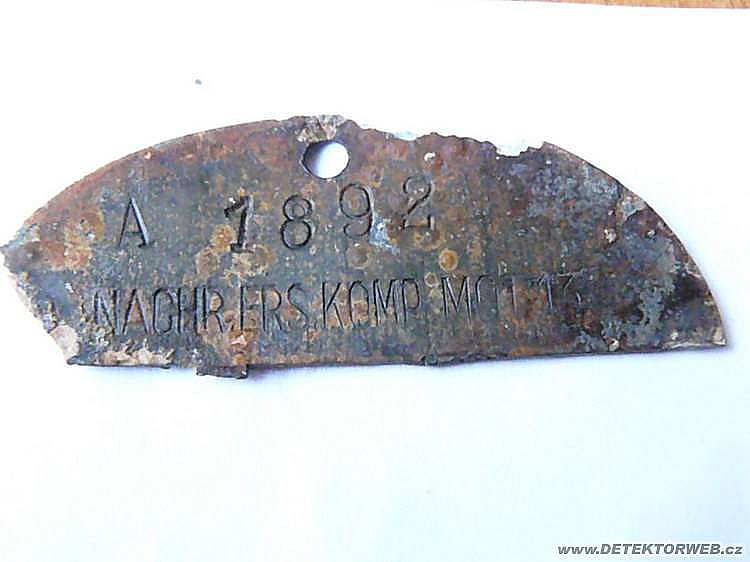 A 1892
NACHR.ERS.KOMP. MOT.13
www.DETEKTORWEB.cz